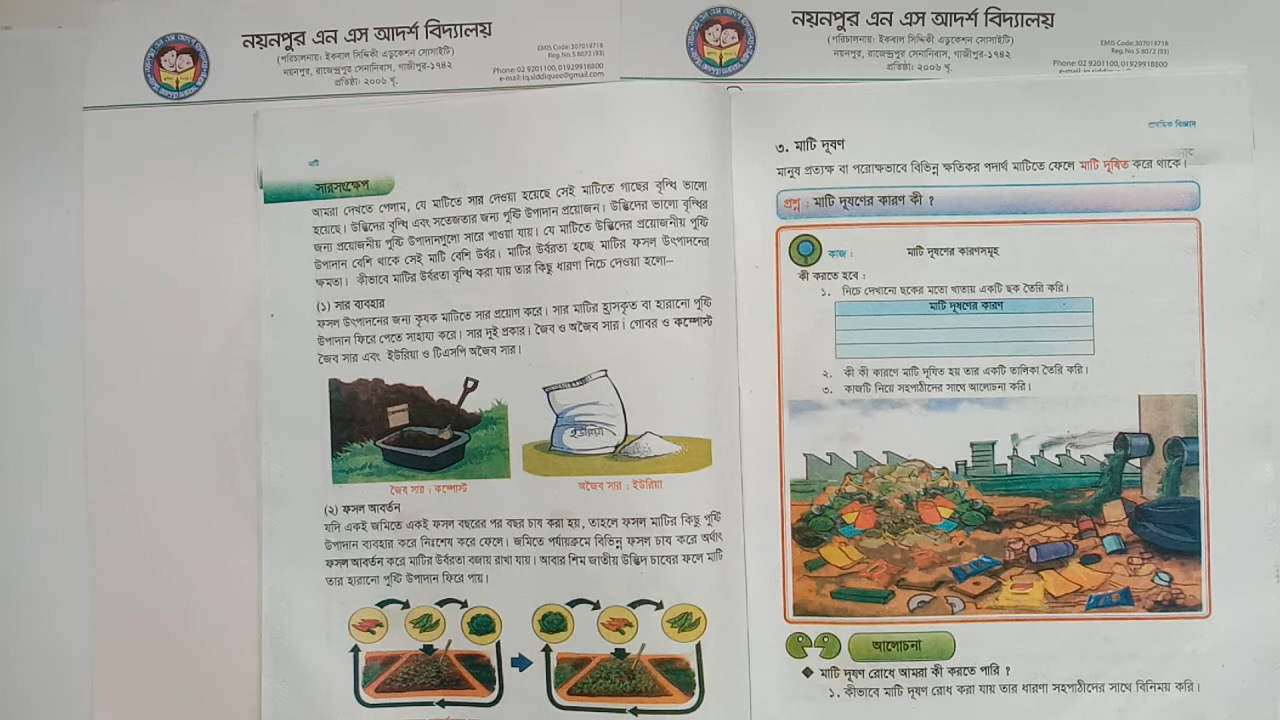 নয়নপুর এন এস আদর্শ বিদ্যালয়
(পরিচালনায়: ইকবাল সিদ্দিকী এডুকেশন সোসাইটি)
নয়নপুর, রাজেন্দ্রপুর সেনানিবাস, গাজীপুর-১৭৪২
প্রতিষ্ঠা: ২০০৬ খৃ.
EMIS Code: 307019718
Reg. No. S 8072 (93)
Phone: 02 9201100, 01929918800
e-mail: iq.siddiquee@gmail.com
মাটি
সারসংক্ষেপ
আমরা দেখতে পেলাম, যে মাটিতে সার দেওয়া হয়েছে সেই মাটিতে গাছের বৃদ্ধি ভালো
হয়েছে। উদ্ভিদের বৃদ্ধি এবং সতেজতার জন্য পুষ্টি উপাদান প্রয়োজন। উদ্ভিদের ভালো বৃদ্ধির
জন্য প্রয়োজনীয় পুষ্টি উপাদানগুলো সারে পাওয়া যায়। যে মাটিতে উদ্ভিদের প্রয়োজনীয় পুষ্টি
উপাদান বেশি থাকে সেই মাটি বেশি উর্বর। মাটির উর্বরতা হচ্ছে মাটির ফসল উৎপাদনের
ক্ষমতা। কীভাবে মাটির উর্বরতা বৃদ্ধি করা যায় তার কিছু ধারণা নিচে দেওয়া হলো–
(১) সার ব্যবহার
ফসল উৎপাদনের জন্য কৃষক মাটিতে সার প্রয়োগ করে। সার মাটির হ্রাসকৃত বা হারানো পুষ্টি
উপাদান ফিরে পেতে সাহায্য করে। সার দুই প্রকার। জৈব ও অজৈব সার। গোবর ও কম্পোস্ট
জৈব সার এবং ইউরিয়া ও টিএসপি অজৈব সার।
ইউরিয়া
জৈব সার : কম্পোস্ট
অজৈব সার : ইউরিয়া
(২) ফসল আবর্তন
যদি একই জমিতে একই ফসল বছরের পর বছর চাষ করা হয়, তাহলে ফসল মাটির কিছু পুষ্টি
উপাদান ব্যবহার করে নিঃশেষ করে ফেলে। জমিতে পর্যায়ক্রমে বিভিন্ন ফসল চাষ করে অর্থাৎ
ফসল আবর্তন করে মাটির উর্বরতা বজায় রাখা যায়। আবার শিম জাতীয় উদ্ভিদ চাষের ফলে মাটি
তার হারানো পুষ্টি উপাদান ফিরে পায়।
নয়নপুর এন এস আদর্শ বিদ্যালয়
(পরিচালনায়: ইকবাল সিদ্দিকী এডুকেশন সোসাইটি)
নয়নপুর, রাজেন্দ্রপুর সেনানিবাস, গাজীপুর-১৭৪২
প্রতিষ্ঠা: ২০০৬ খৃ.
EMIS Code: 307019718
Reg. No. S 8072 (93)
Phone: 02 9201100, 01929918800
প্রাথমিক বিজ্ঞান
৩. মাটি দূষণ
মানুষ প্রত্যক্ষ বা পরোক্ষভাবে বিভিন্ন ক্ষতিকর পদার্থ মাটিতে ফেলে মাটি দূষিত করে থাকে।
প্রশ্ন : মাটি দূষণের কারণ কী ?
কাজ : মাটি দূষণের কারণসমূহ
কী করতে হবে :
১. নিচে দেখানো ছকের মতো খাতায় একটি ছক তৈরি করি।
মাটি দূষণের কারণ
২. কী কী কারণে মাটি দূষিত হয় তার একটি তালিকা তৈরি করি।
৩. কাজটি নিয়ে সহপাঠীদের সাথে আলোচনা করি।
আলোচনা
❖ মাটি দূষণ রোধে আমরা কী করতে পারি ?
১. কীভাবে মাটি দূষণ রোধ করা যায় তার ধারণা সহপাঠীদের সাথে বিনিময় করি।